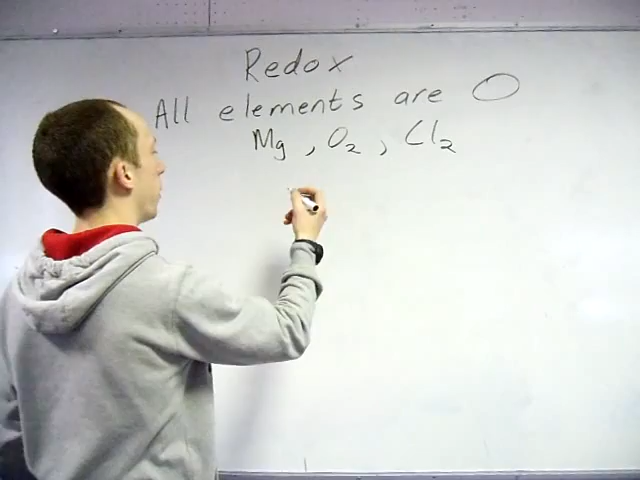 Redox
All elements are 0
Mg, O₂, Cl₂